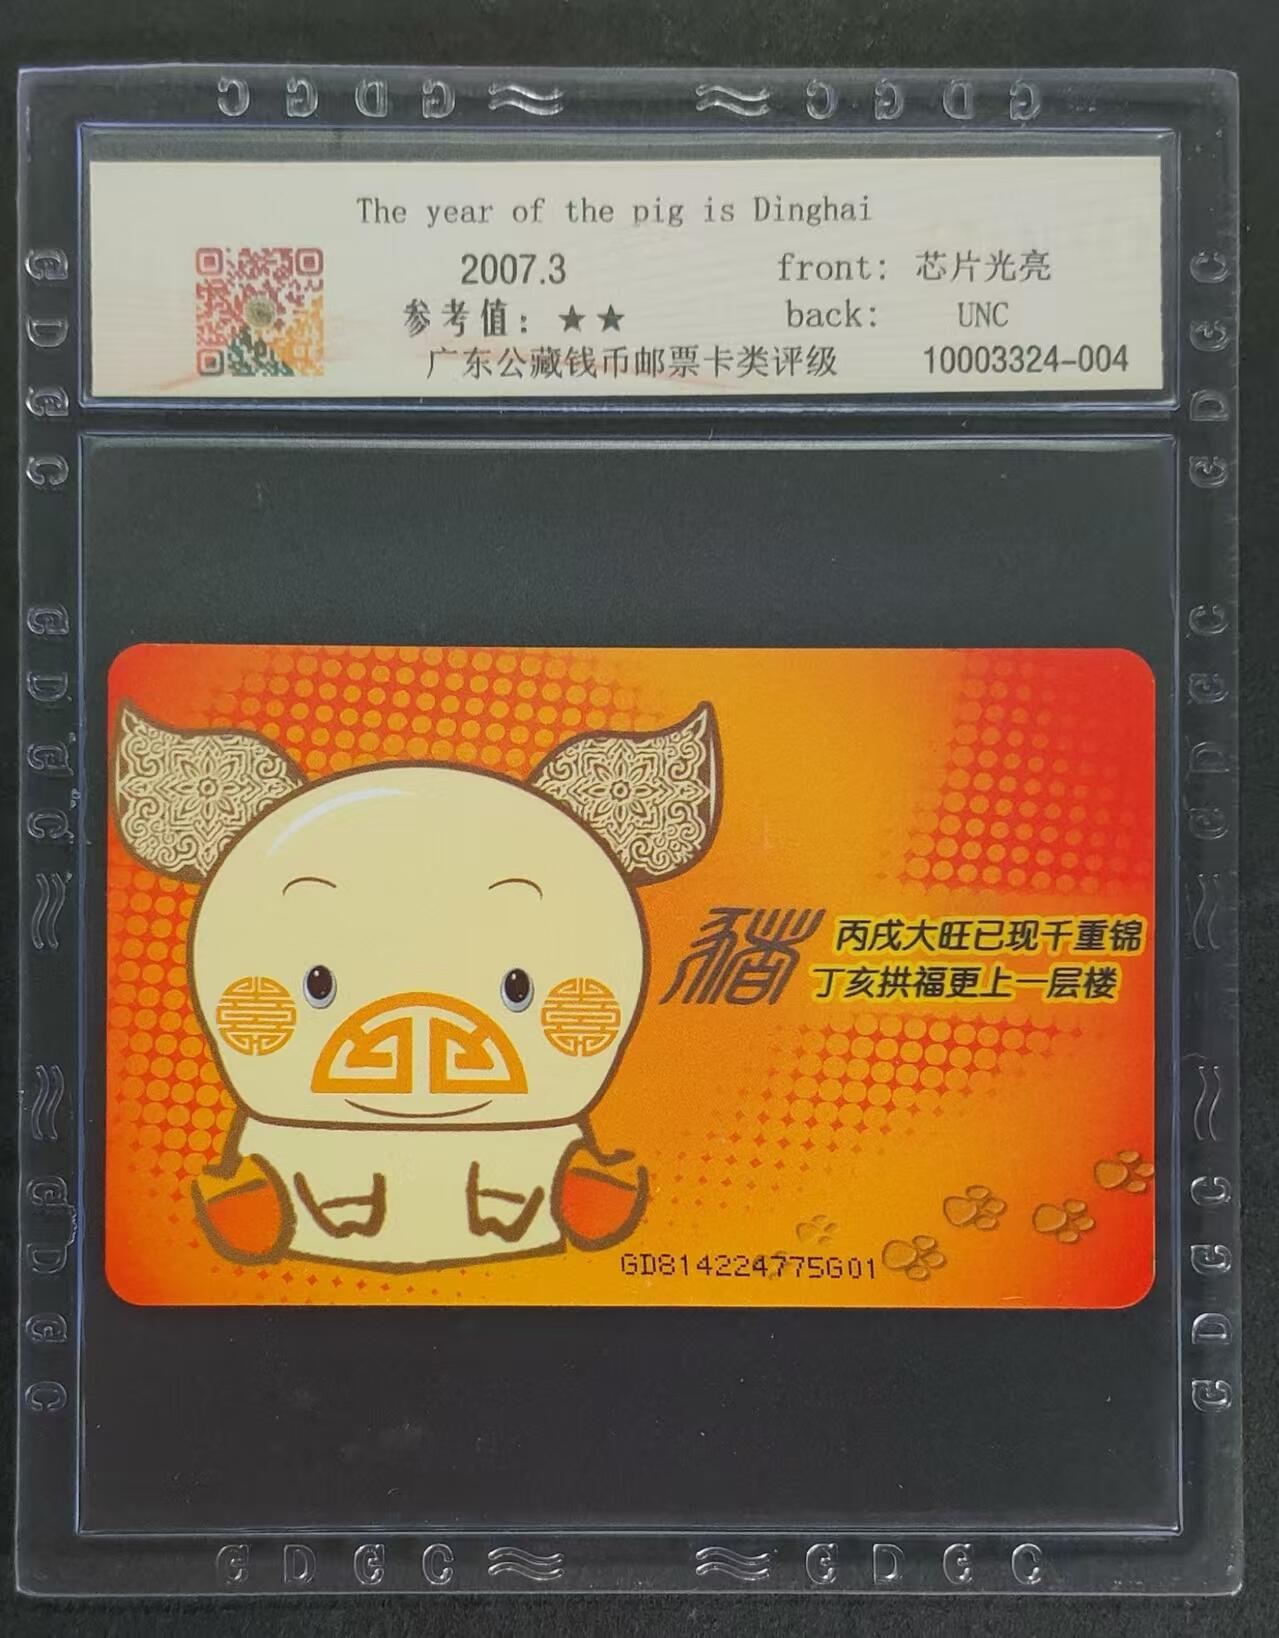 G D G C G D G C
The year of the pig is Dinghai
2007.3
front: 芯片光亮
参考值：★★
back: UNC
广东公藏钱币邮票卡类评级
10003324-004
豬
丙戌大旺已现千重锦
丁亥拱福更上一层楼
GD814224775G01
G D G C G D G C